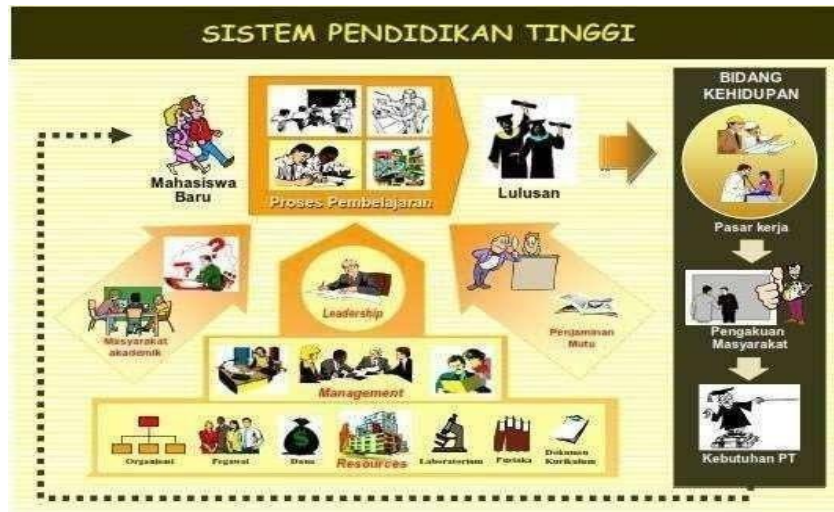 SISTEM PENDIDIKAN TINGGI
BIDANG
KEHIDUPAN
Mahasiswa
Baru
Proses Pembelajaran
Lulusan
Pasar kerja
Leadership
Masyarakat
akademik
Penjaminan
Mutu
Pengakuan
Masyarakat
Management
Organisasi
Pegawai
Dana
Resources
Laboratorium
Pustaka
Dokumen
Kurikulum
Kebutuhan PT